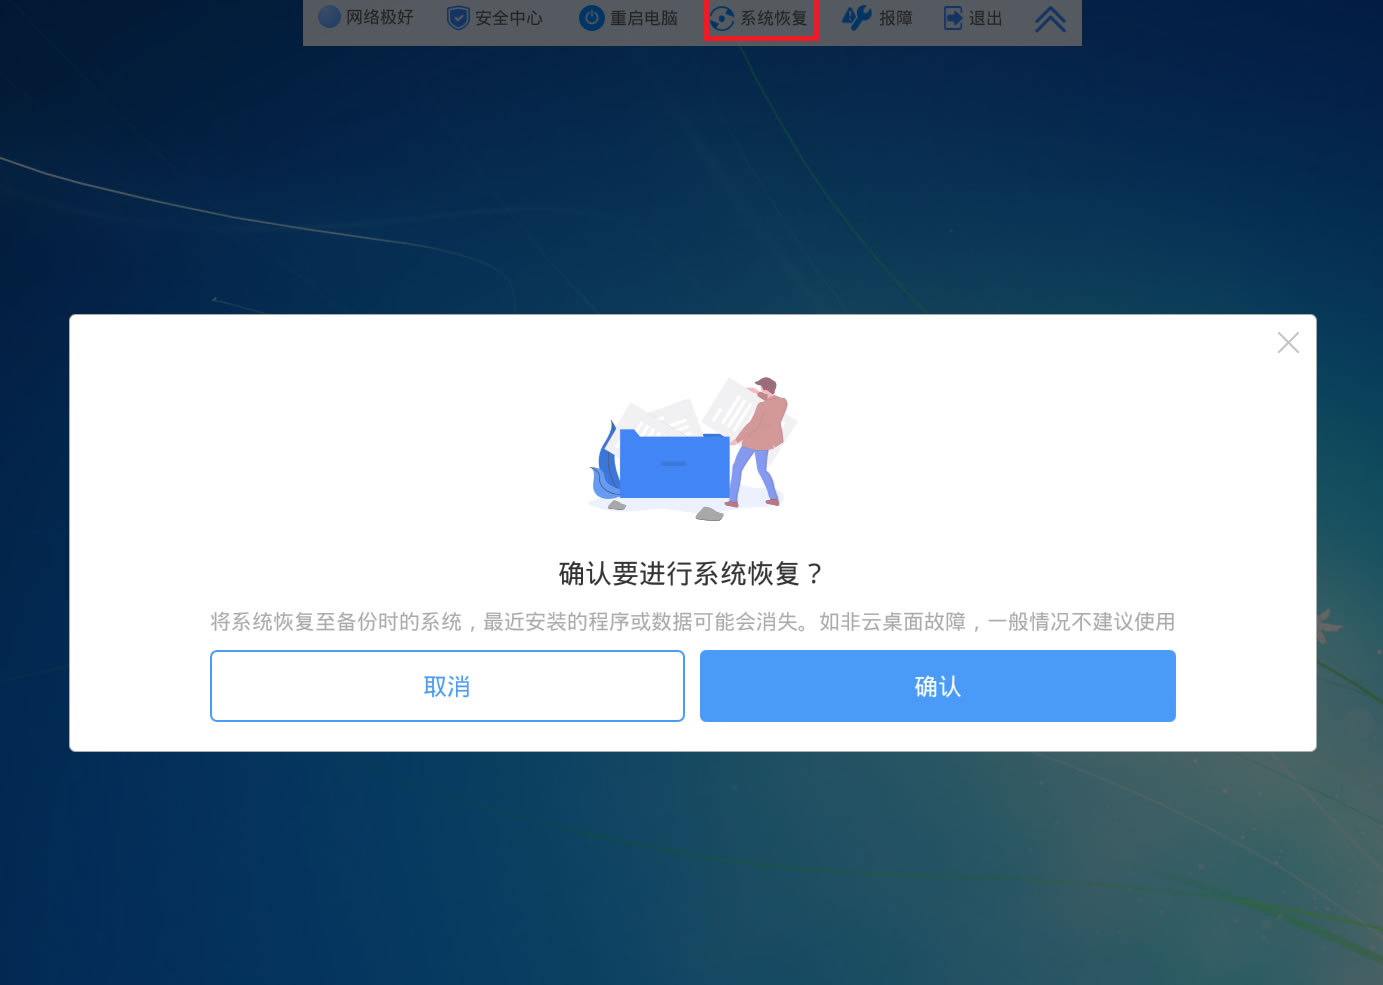 网络极好 安全中心 重启电脑 系统恢复 报障 退出
确认要进行系统恢复？
将系统恢复至备份时的系统，最近安装的程序或数据可能会消失。如非云桌面故障，一般情况不建议使用
取消 确认